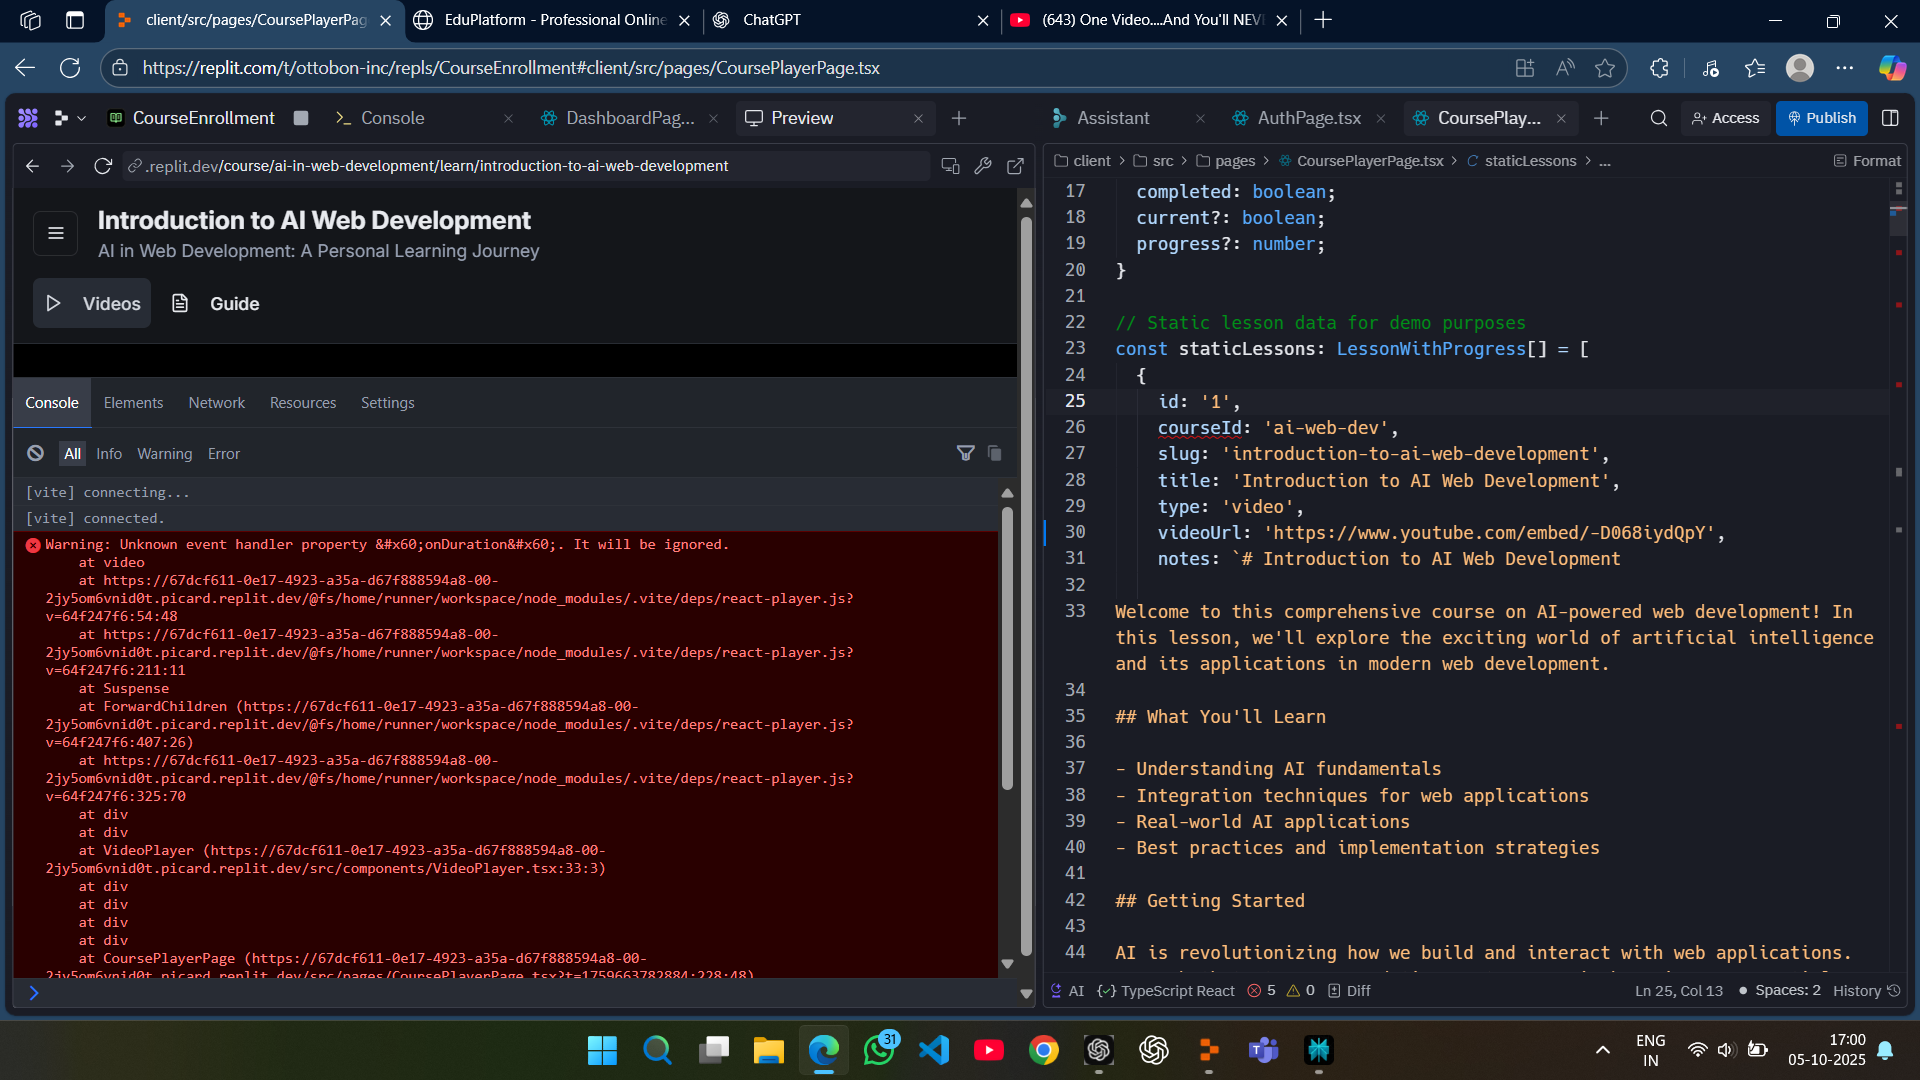 client/src/pages/CoursePlayerPag
EduPlatform - Professional Online
ChatGPT
(643) One Video....And You'll NEV
https://replit.com/t/ottobon-inc/repls/CourseEnrollment#client/src/pages/CoursePlayerPage.tsx
CourseEnrollment
Console
DashboardPag...
Preview
Assistant
AuthPage.tsx
CoursePlay...
Access
Publish
.replit.dev/course/ai-in-web-development/learn/introduction-to-ai-web-development
client
src
pages
CoursePlayerPage.tsx
staticLessons
...
Format
Introduction to AI Web Development
AI in Web Development: A Personal Learning Journey
Videos
Guide
Console
Elements
Network
Resources
Settings
All
Info
Warning
Error
[vite] connecting...
[vite] connected.
Warning: Unknown event handler property &#x60;onDuration&#x60;. It will be ignored.
at video
at https://67dcf611-0e17-4923-a35a-d67f888594a8-00-
2jy5om6vnid0t.picard.replit.dev/@fs/home/runner/workspace/node_modules/.vite/deps/react-player.js?
v=64f247f6:54:48
at https://67dcf611-0e17-4923-a35a-d67f888594a8-00-
2jy5om6vnid0t.picard.replit.dev/@fs/home/runner/workspace/node_modules/.vite/deps/react-player.js?
v=64f247f6:211:11
at Suspense
at ForwardChildren (https://67dcf611-0e17-4923-a35a-d67f888594a8-00-
2jy5om6vnid0t.picard.replit.dev/@fs/home/runner/workspace/node_modules/.vite/deps/react-player.js?
v=64f247f6:407:26)
at https://67dcf611-0e17-4923-a35a-d67f888594a8-00-
2jy5om6vnid0t.picard.replit.dev/@fs/home/runner/workspace/node_modules/.vite/deps/react-player.js?
v=64f247f6:325:70
at div
at div
at VideoPlayer (https://67dcf611-0e17-4923-a35a-d67f888594a8-00-
2jy5om6vnid0t.picard.replit.dev/src/components/VideoPlayer.tsx:33:3)
at div
at div
at div
at div
at CoursePlayerPage (https://67dcf611-0e17-4923-a35a-d67f888594a8-00-
2jy5om6vnid0t.picard.replit.dev/src/pages/CoursePlayerPage.tsx?t=1759663782884:228:48)
17 completed: boolean;
18 current?: boolean;
19 progress?: number;
20 }
21
22 // Static lesson data for demo purposes
23 const staticLessons: LessonWithProgress[] = [
24 {
25 id: '1',
26 courseId: 'ai-web-dev',
27 slug: 'introduction-to-ai-web-development',
28 title: 'Introduction to AI Web Development',
29 type: 'video',
30 videoUrl: 'https://www.youtube.com/embed/-D068iydQpY',
31 notes: `# Introduction to AI Web Development
32
33 Welcome to this comprehensive course on AI-powered web development! In
this lesson, we'll explore the exciting world of artificial intelligence
and its applications in modern web development.
34
35 ## What You'll Learn
36
37 - Understanding AI fundamentals
38 - Integration techniques for web applications
39 - Real-world AI applications
40 - Best practices and implementation strategies
41
42 ## Getting Started
43
44 AI is revolutionizing how we build and interact with web applications.
AI
{✓} TypeScript React
5
0
Diff
Ln 25, Col 13
Spaces: 2
History
31
ENG
IN
17:00
05-10-2025